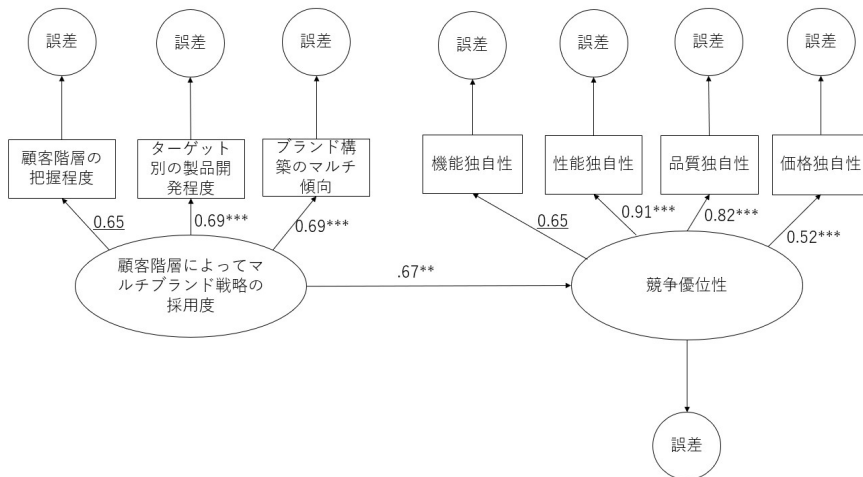 誤差
誤差
誤差
誤差
誤差
誤差
誤差
顧客階層の
把握程度
ターゲット
別の製品開
発程度
ブランド構
築のマルチ
傾向
機能独自性
性能独自性
品質独自性
価格独自性
0.65
0.69***
0.69***
0.65
0.91***
0.82***
0.52***
顧客階層によってマ
ルチブランド戦略の
採用度
.67**
競争優位性
誤差